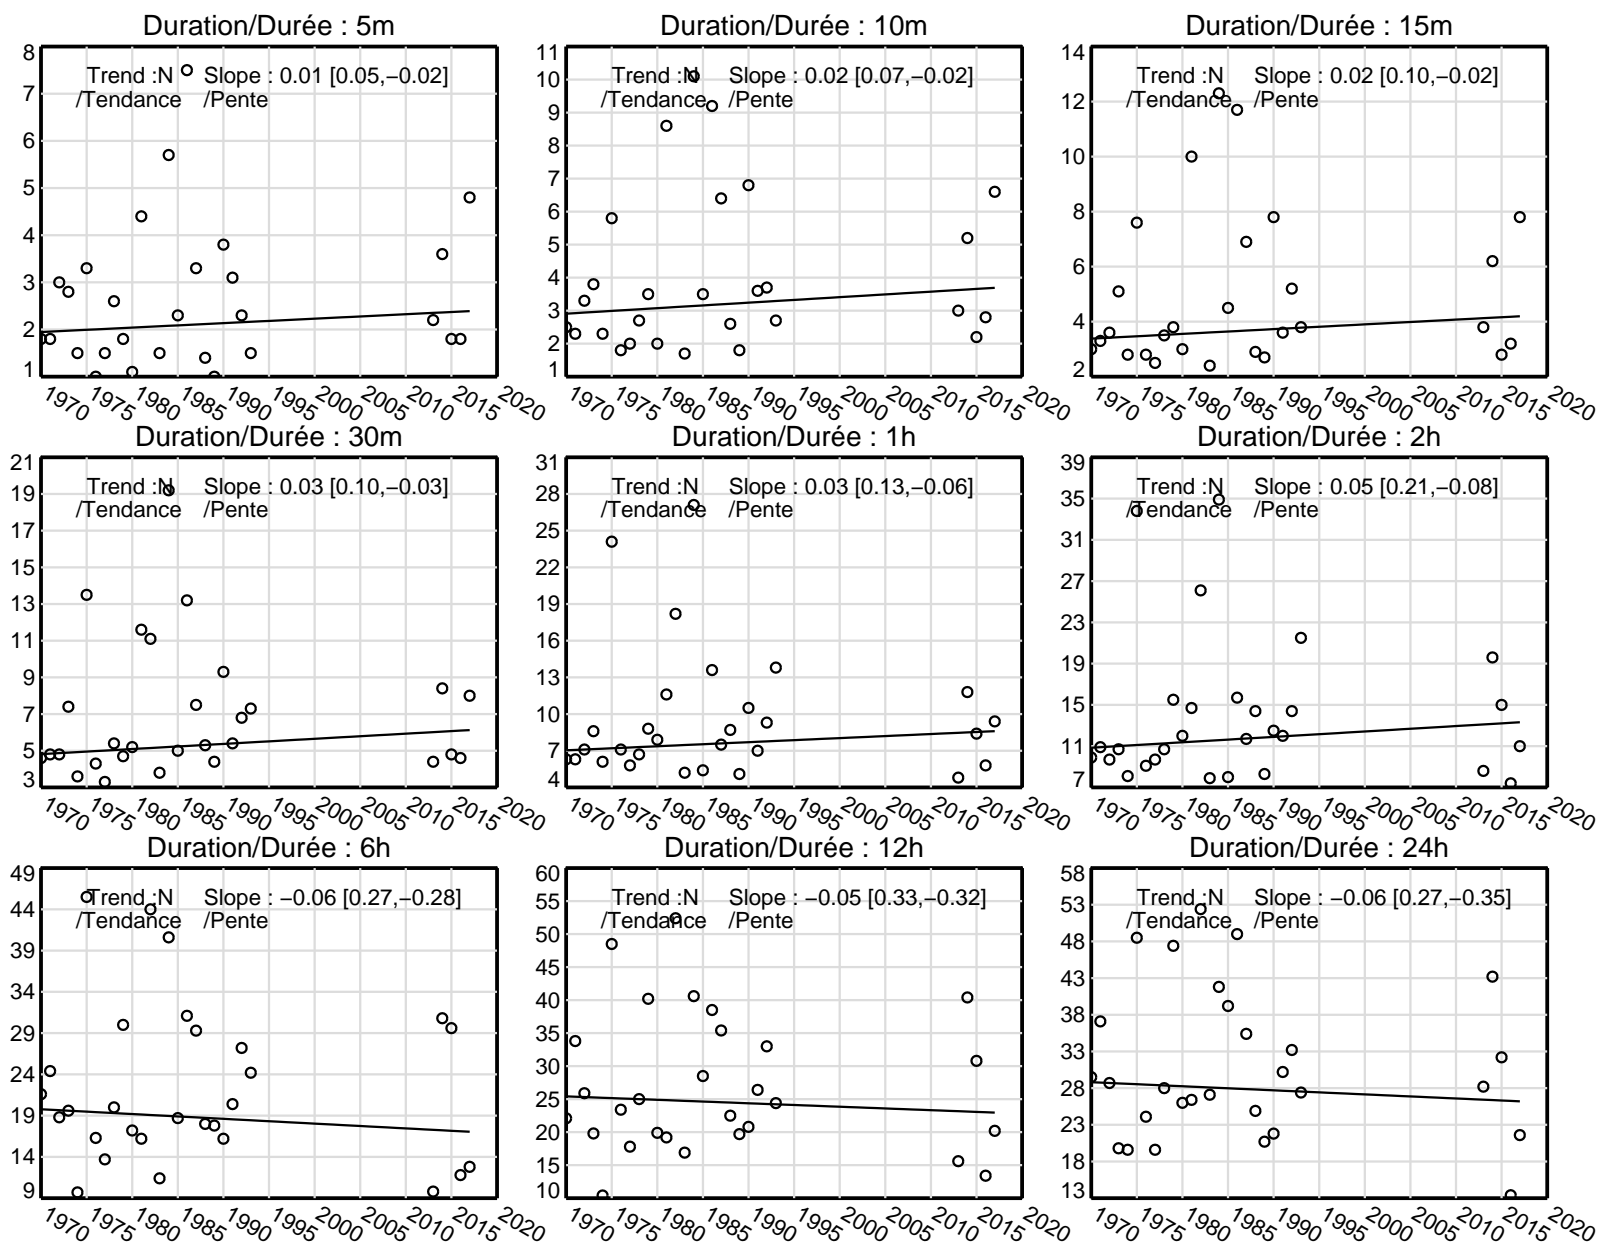 Duration/Durée : 5m
Trend :N Slope : 0.01 [0.05,−0.02]
/Tendance /Pente
8
7
6
5
4
3
2
1
1970 1975 1980 1985 1990 1995 2000 2005 2010 2015 2020
Duration/Durée : 10m
Trend :N Slope : 0.02 [0.07,−0.02]
/Tendance /Pente
11
10
9
8
7
6
5
4
3
2
1
1970 1975 1980 1985 1990 1995 2000 2005 2010 2015 2020
Duration/Durée : 15m
Trend :N Slope : 0.02 [0.10,−0.02]
/Tendance /Pente
14
12
10
8
6
4
2
1970 1975 1980 1985 1990 1995 2000 2005 2010 2015 2020
Duration/Durée : 30m
Trend :N Slope : 0.03 [0.10,−0.03]
/Tendance /Pente
21
19
17
15
13
11
9
7
5
3
1970 1975 1980 1985 1990 1995 2000 2005 2010 2015 2020
Duration/Durée : 1h
Trend :N Slope : 0.03 [0.13,−0.06]
/Tendance /Pente
31
28
25
22
19
16
13
10
7
4
1970 1975 1980 1985 1990 1995 2000 2005 2010 2015 2020
Duration/Durée : 2h
Trend :N Slope : 0.05 [0.21,−0.08]
/Tendance /Pente
39
35
31
27
23
19
15
11
7
1970 1975 1980 1985 1990 1995 2000 2005 2010 2015 2020
Duration/Durée : 6h
Trend :N Slope : −0.06 [0.27,−0.28]
/Tendance /Pente
49
44
39
34
29
24
19
14
9
1970 1975 1980 1985 1990 1995 2000 2005 2010 2015 2020
Duration/Durée : 12h
Trend :N Slope : −0.05 [0.33,−0.32]
/Tendance /Pente
60
55
50
45
40
35
30
25
20
15
10
1970 1975 1980 1985 1990 1995 2000 2005 2010 2015 2020
Duration/Durée : 24h
Trend :N Slope : −0.06 [0.27,−0.35]
/Tendance /Pente
58
53
48
43
38
33
28
23
18
13
1970 1975 1980 1985 1990 1995 2000 2005 2010 2015 2020